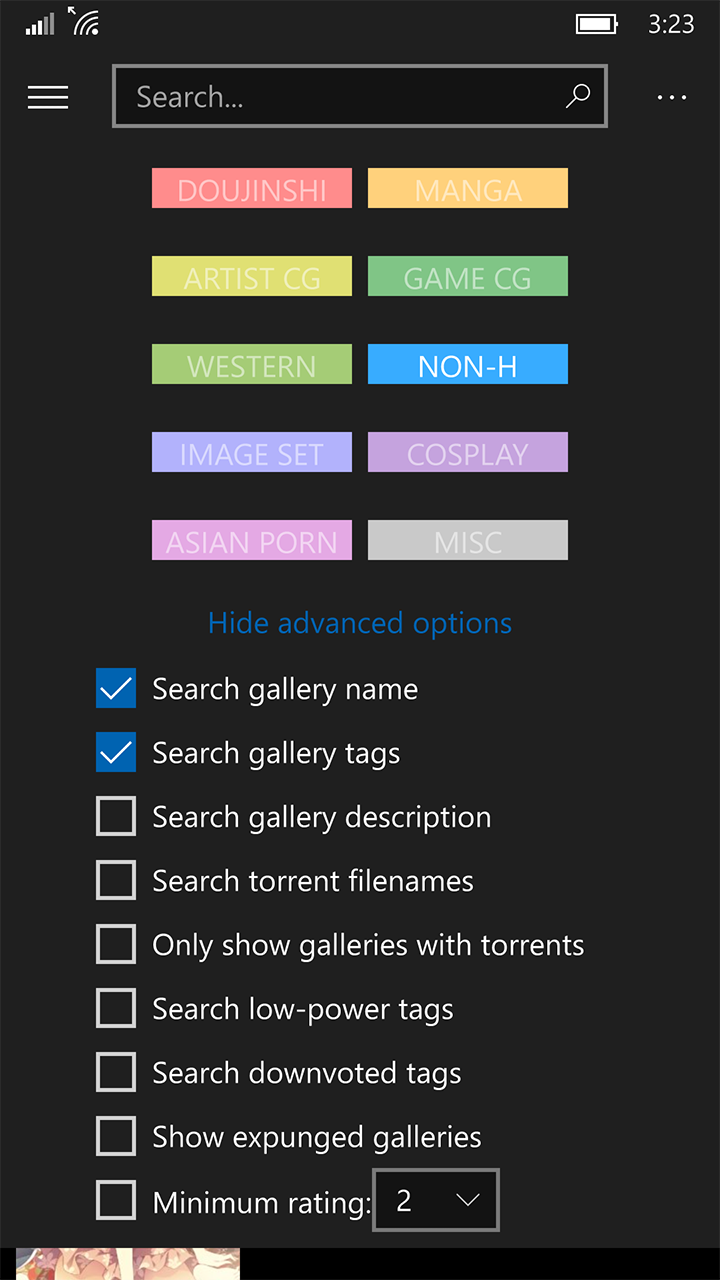 3:23
Search...
DOUJINSHI MANGA
ARTIST CG GAME CG
WESTERN NON-H
IMAGE SET COSPLAY
ASIAN PORN MISC
Hide advanced options
Search gallery name
Search gallery tags
Search gallery description
Search torrent filenames
Only show galleries with torrents
Search low-power tags
Search downvoted tags
Show expunged galleries
Minimum rating: 2